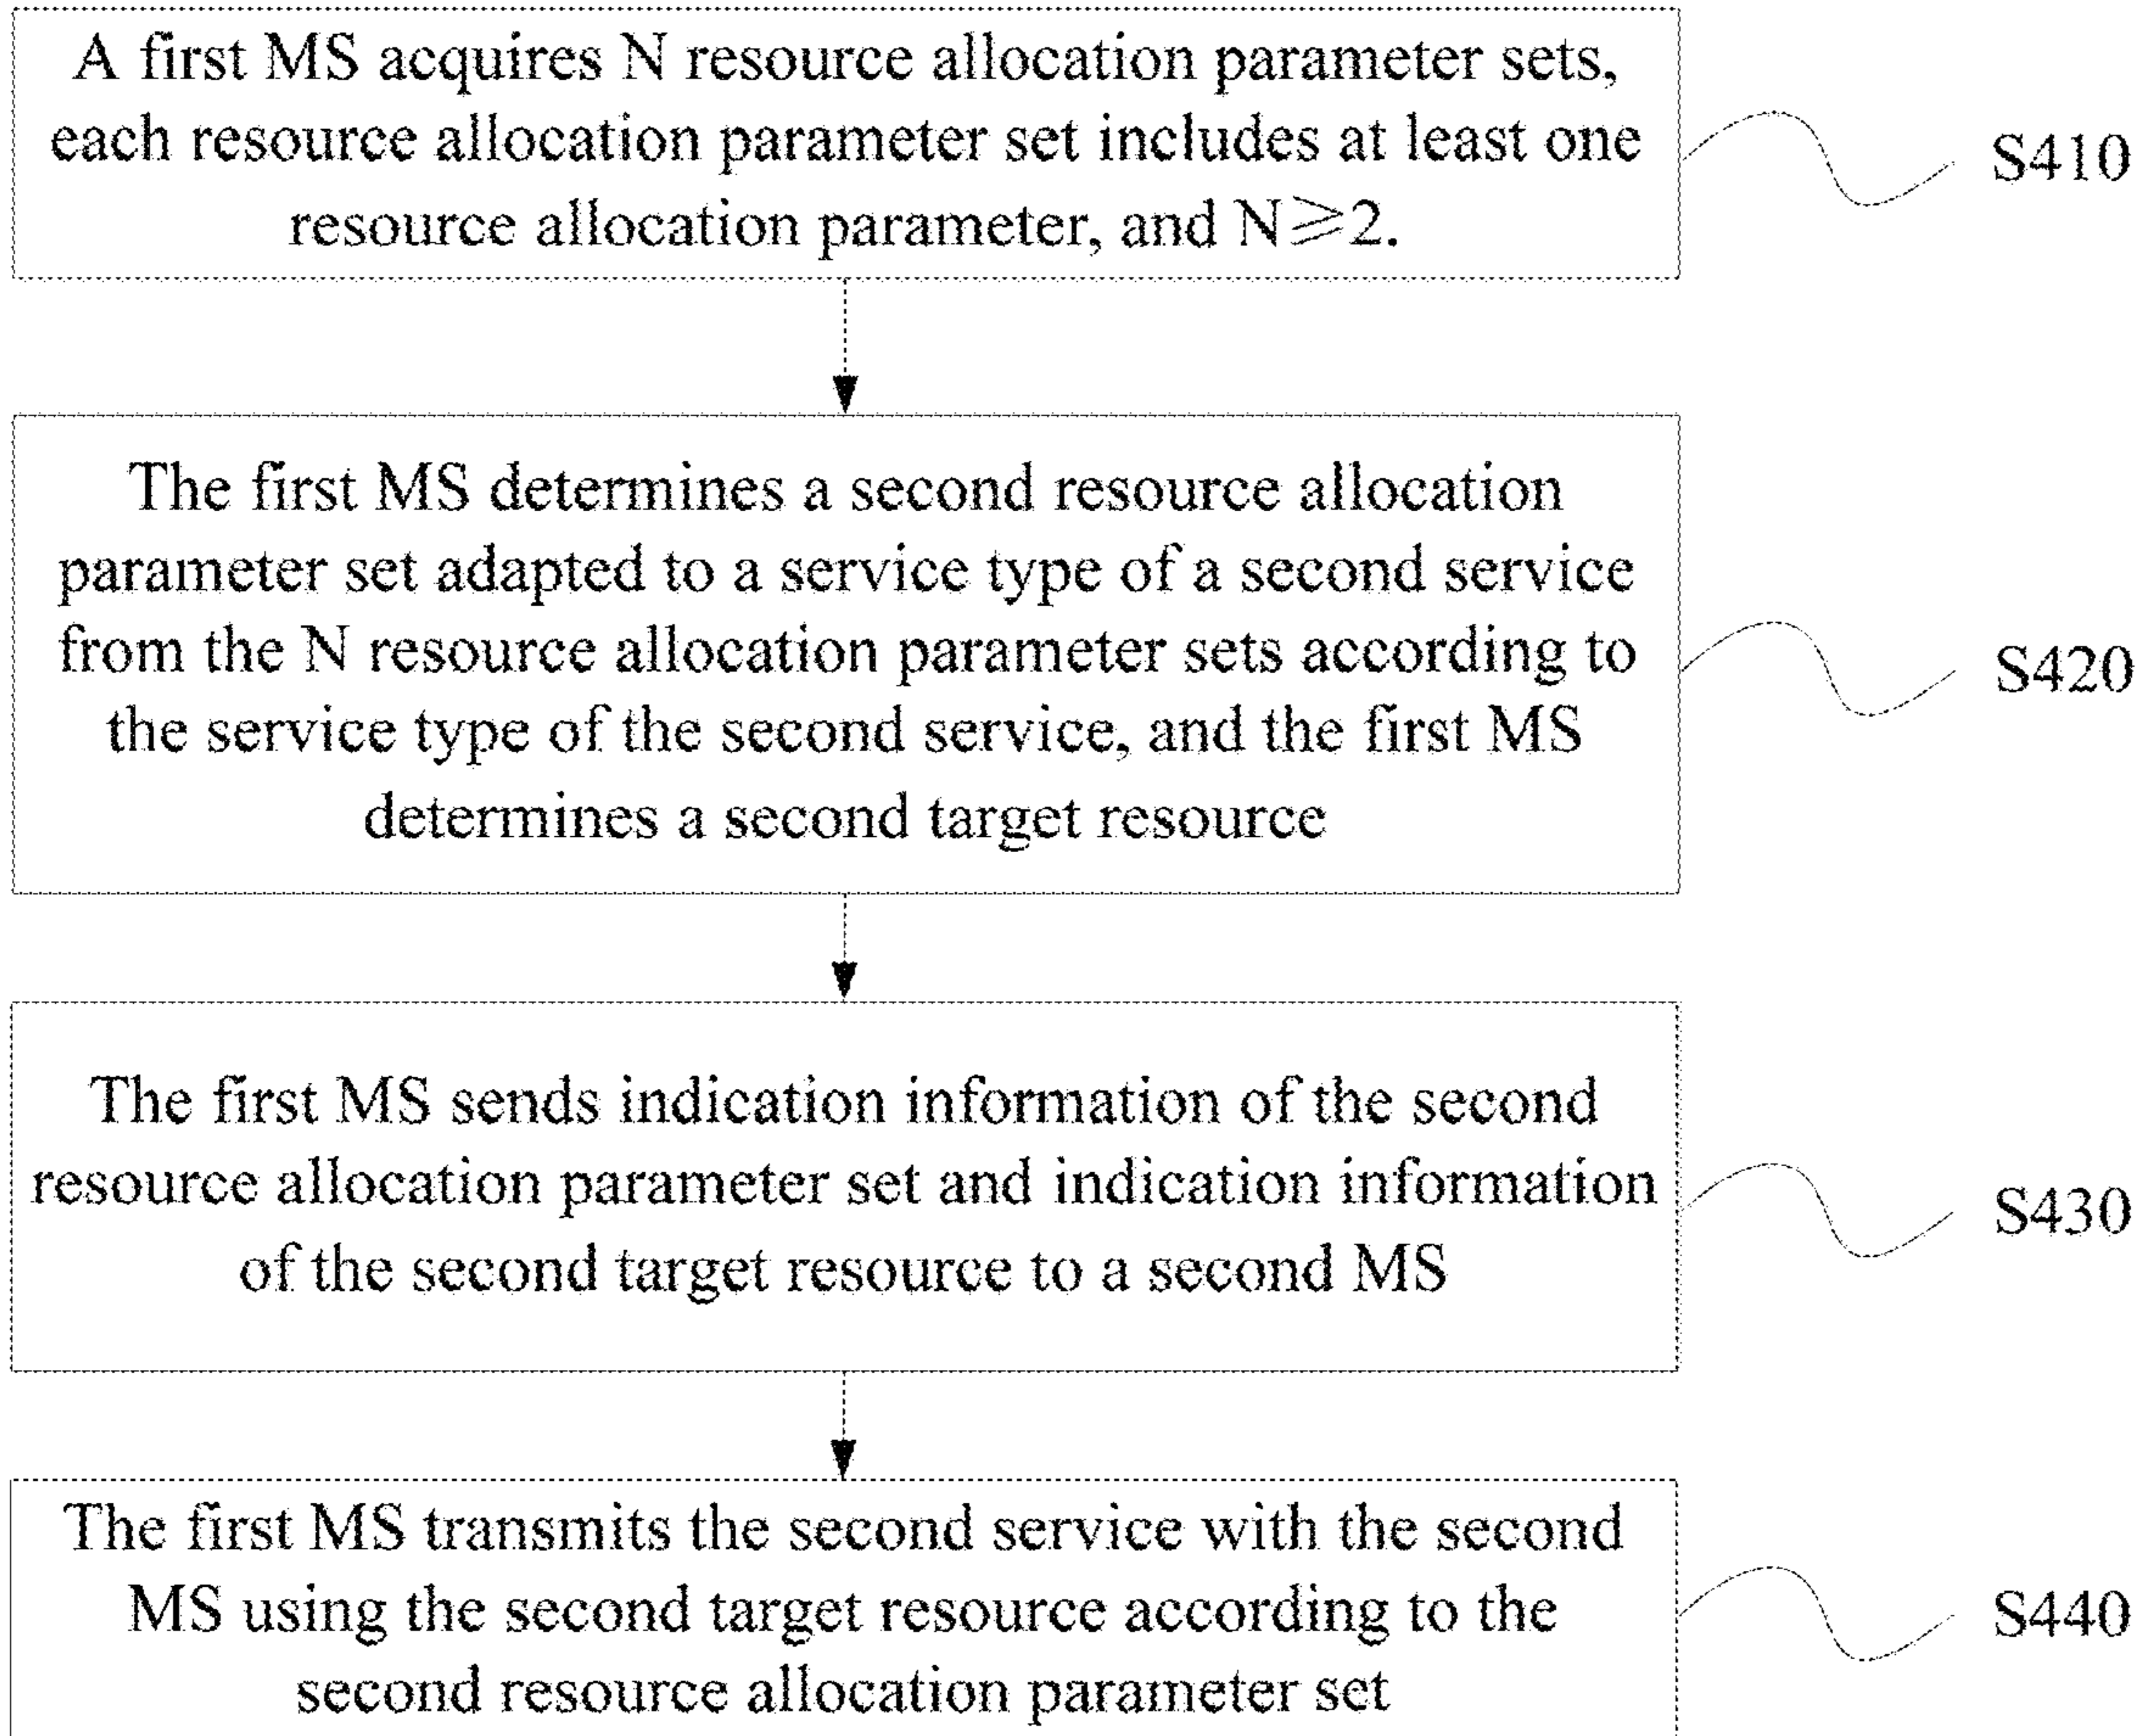 A first MS acquires N resource allocation parameter sets,
each resource allocation parameter set includes at least one
resource allocation parameter, and N≥2.
S410
The first MS determines a second resource allocation
parameter set adapted to a service type of a second service
from the N resource allocation parameter sets according to
the service type of the second service, and the first MS
determines a second target resource
S420
The first MS sends indication information of the second
resource allocation parameter set and indication information
of the second target resource to a second MS
S430
The first MS transmits the second service with the second
MS using the second target resource according to the
second resource allocation parameter set
S440